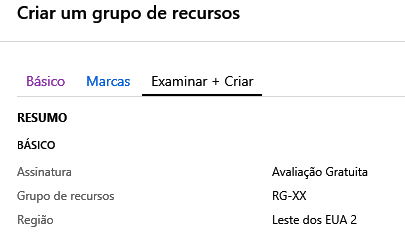 Criar um grupo de recursos
Básico Marcas Examinar + Criar
RESUMO
BÁSICO
Assinatura Avaliação Gratuita
Grupo de recursos RG-XX
Região Leste dos EUA 2